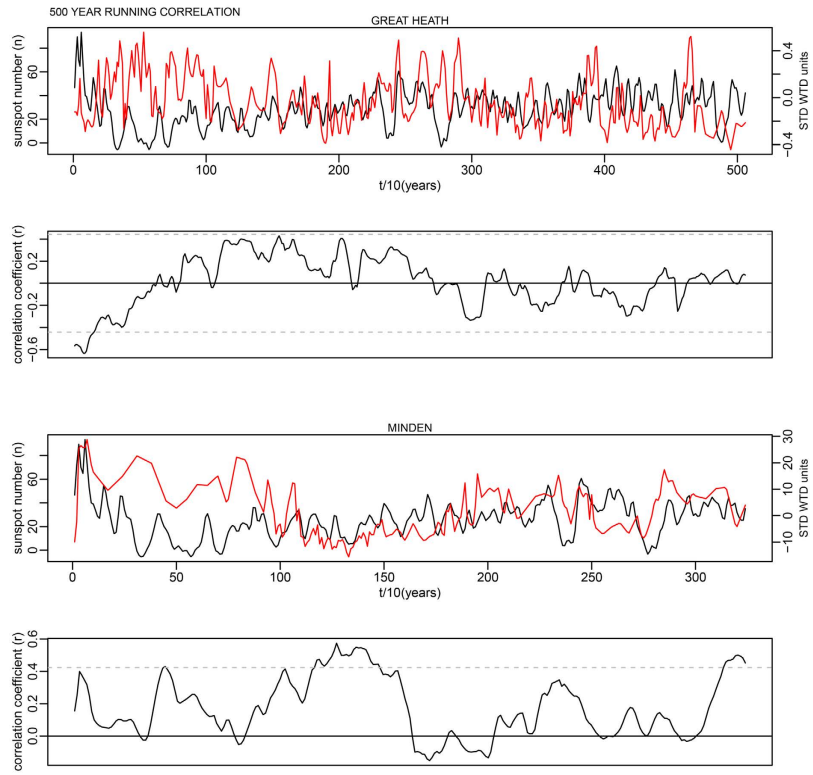 500 YEAR RUNNING CORRELATION
GREAT HEATH
sunspot number (n)
0 20 60
STD WTD units
−0.4 0.0 0.4
0 100 200 300 400 500
t/10(years)
correlation coefficient (r)
−0.6 −0.2 0.2
MINDEN
sunspot number (n)
0 20 60
STD WTD units
−10 0 10 20 30
0 50 100 150 200 250 300
t/10(years)
correlation coefficient (r)
0.0 0.2 0.4 0.6